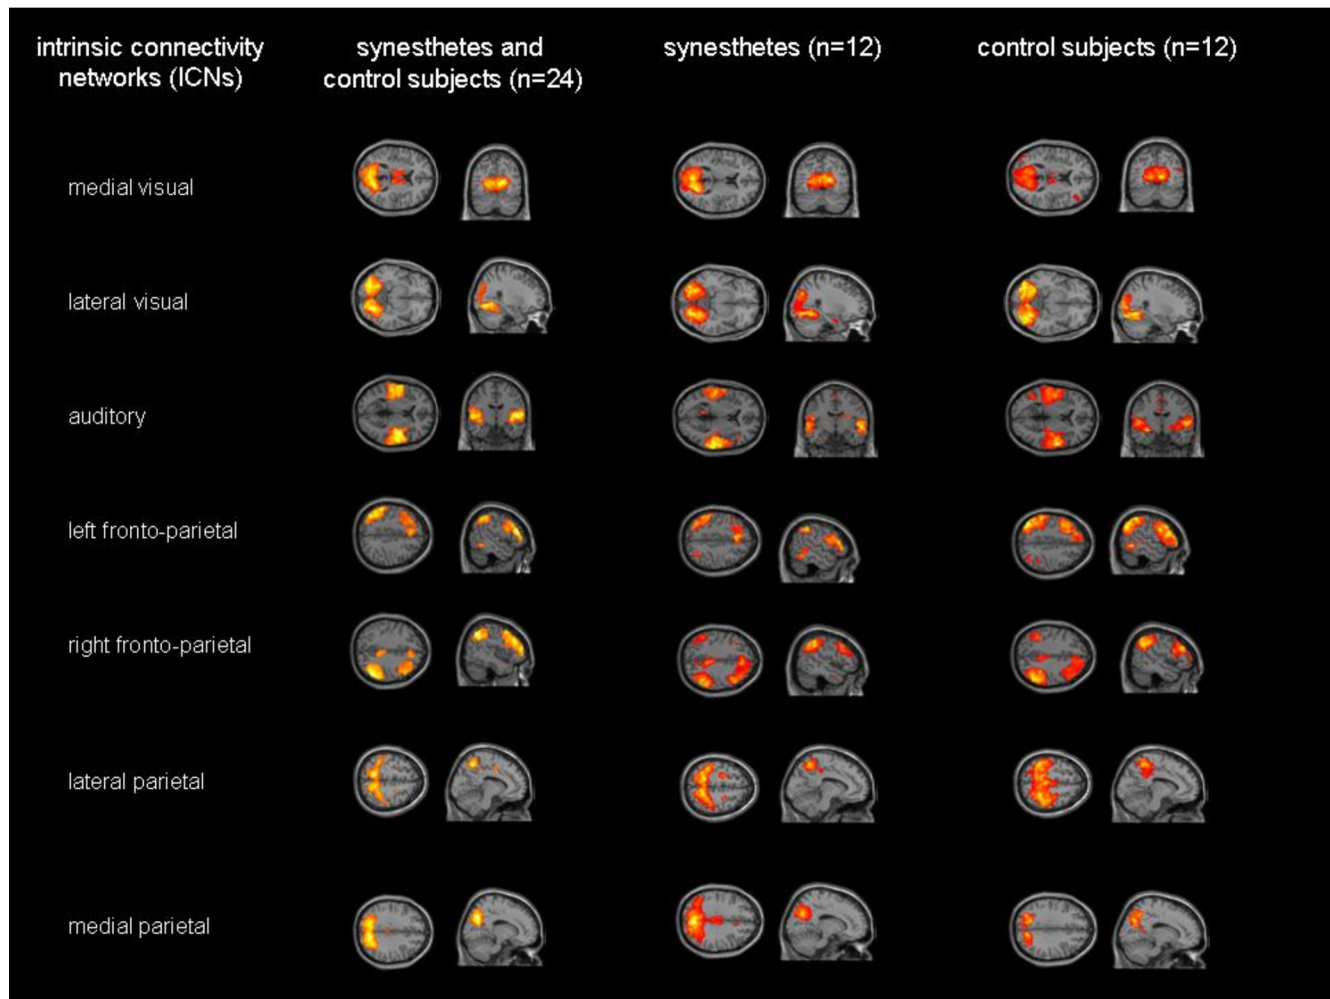 intrinsic connectivity
networks (ICNs)
synesthetes and
control subjects (n=24)
synesthetes (n=12)
control subjects (n=12)
medial visual
lateral visual
auditory
left fronto-parietal
right fronto-parietal
lateral parietal
medial parietal